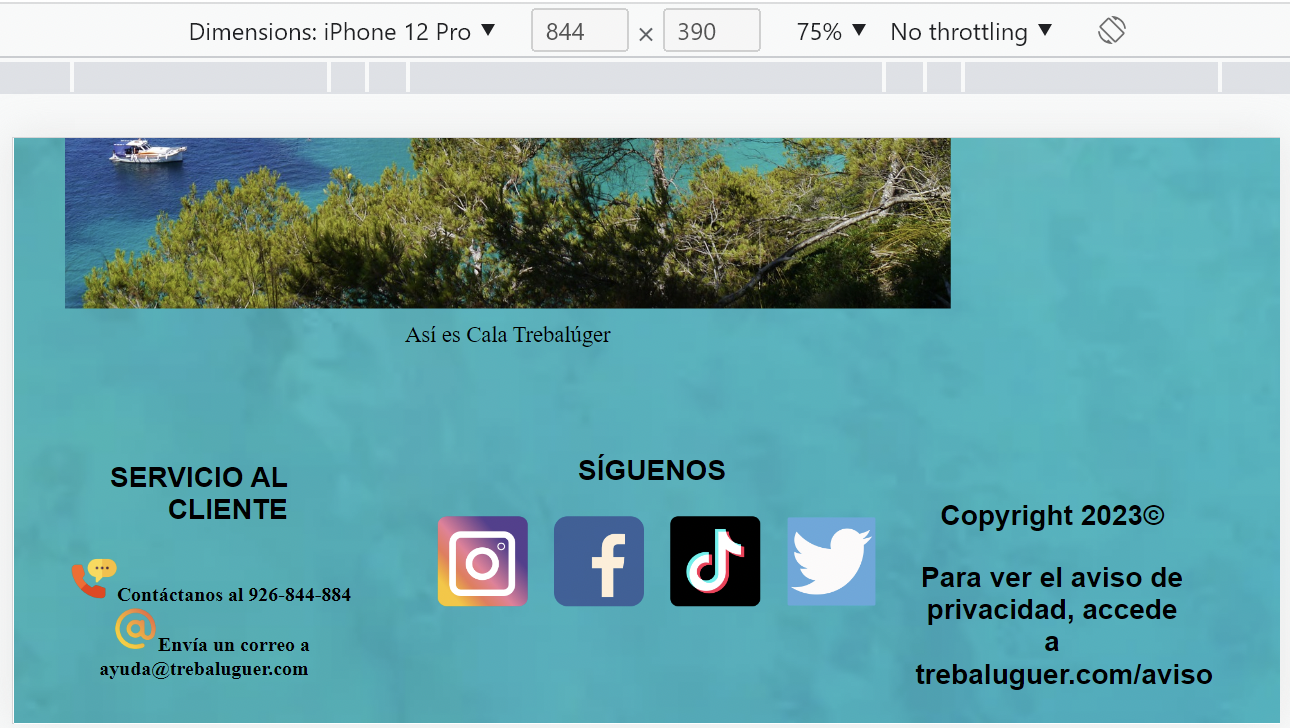 Dimensions: iPhone 12 Pro ▼ 844 × 390 75% ▼ No throttling ▼
Así es Cala Trebalúger
SERVICIO AL
CLIENTE
Contáctanos al 926-844-884
@ Envía un correo a
ayuda@trebaluguer.com
SÍGUENOS
Copyright 2023©
Para ver el aviso de
privacidad, accede
a
trebaluguer.com/aviso